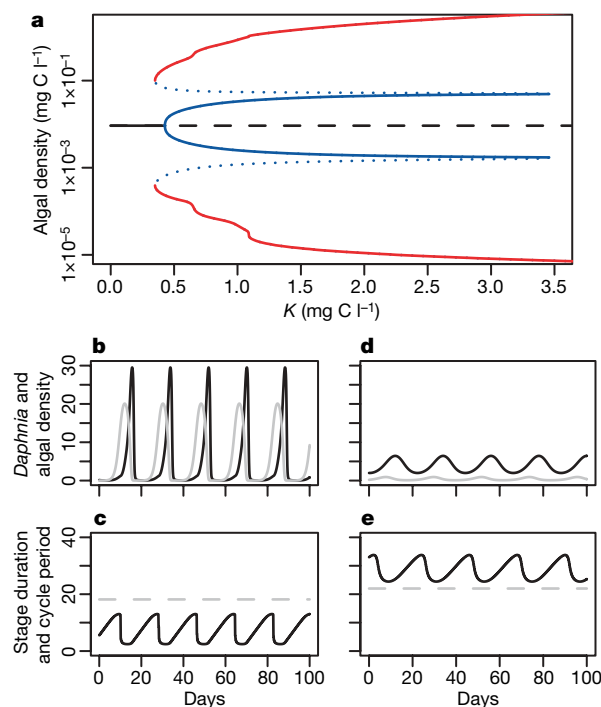 a
Algal density (mg C l⁻¹)
1×10⁻¹
1×10⁻³
1×10⁻⁵
0.0 0.5 1.0 1.5 2.0 2.5 3.0 3.5
K (mg C l⁻¹)
b
d
Daphnia and
algal density
30
20
10
0
c
e
Stage duration
and cycle period
40
20
0
0 20 40 60 80 100
0 20 40 60 80 100
Days
Days